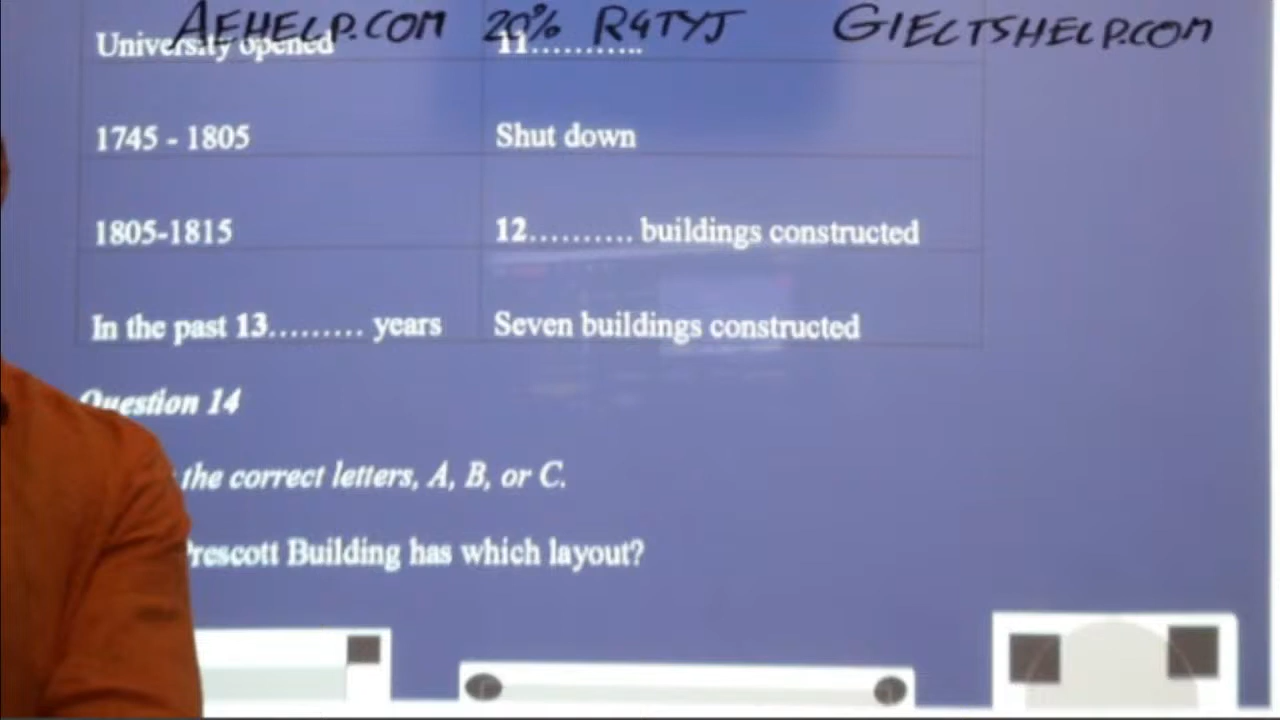 AEHELP.COM 20% R4TYJ GIELTSHELP.COM
University opened 11...........
1745 - 1805 Shut down
1805-1815 12.......... buildings constructed
In the past 13......... years Seven buildings constructed
Question 14
the correct letters, A, B, or C.
Prescott Building has which layout?